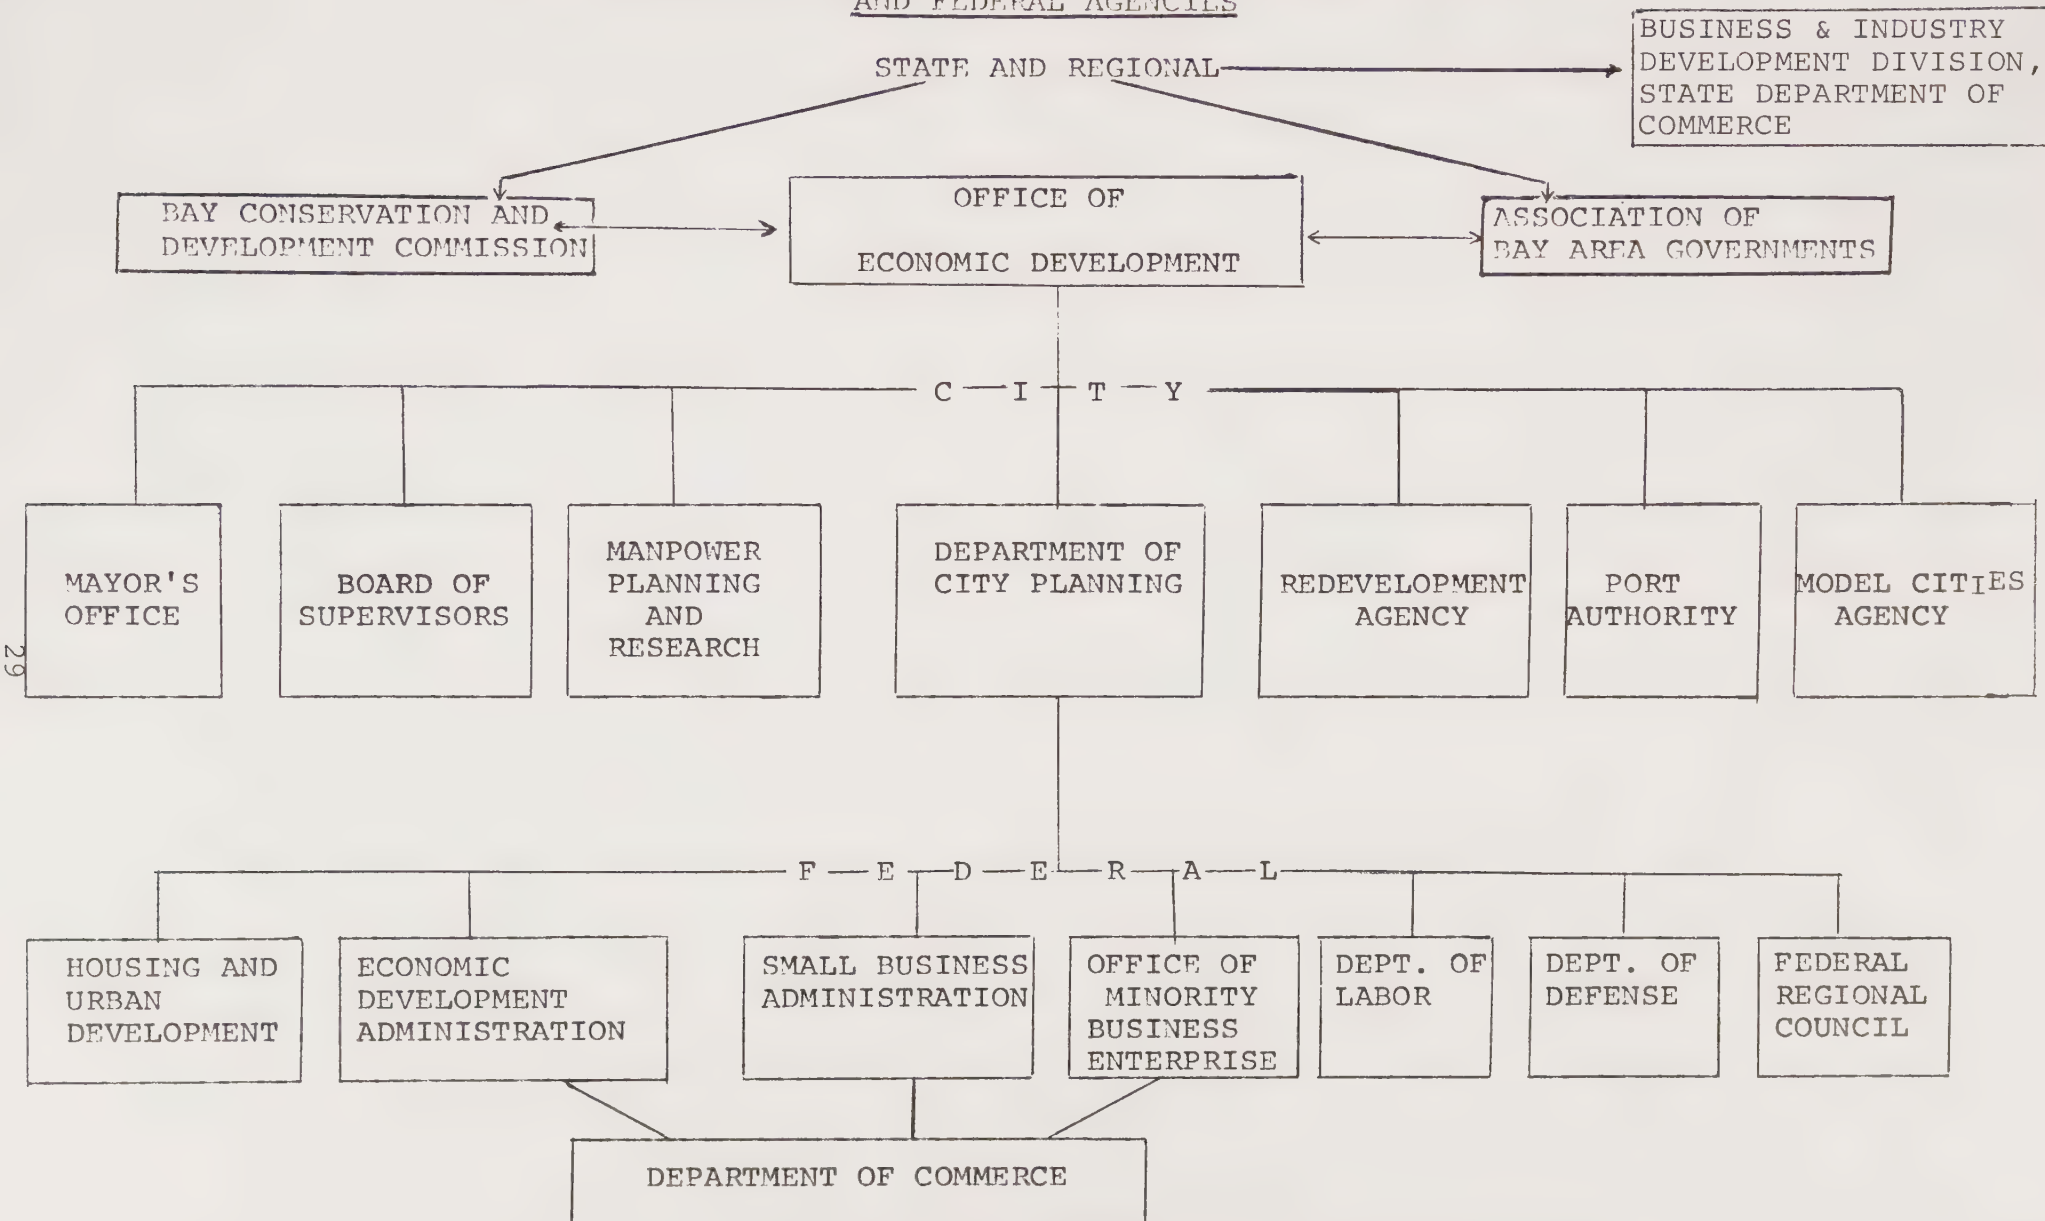 AND FEDERAL AGENCIES
STATE AND REGIONAL
BUSINESS & INDUSTRY
DEVELOPMENT DIVISION,
STATE DEPARTMENT OF
COMMERCE
BAY CONSERVATION AND
DEVELOPMENT COMMISSION
OFFICE OF
ECONOMIC DEVELOPMENT
ASSOCIATION OF
BAY AREA GOVERNMENTS
C I T Y
MAYOR'S
OFFICE
BOARD OF
SUPERVISORS
MANPOWER
PLANNING
AND
RESEARCH
DEPARTMENT OF
CITY PLANNING
REDEVELOPMENT
AGENCY
PORT
AUTHORITY
MODEL CITIES
AGENCY
29
F E D E R A L
HOUSING AND
URBAN
DEVELOPMENT
ECONOMIC
DEVELOPMENT
ADMINISTRATION
SMALL BUSINESS
ADMINISTRATION
OFFICE OF
MINORITY
BUSINESS
ENTERPRISE
DEPT. OF
LABOR
DEPT. OF
DEFENSE
FEDERAL
REGIONAL
COUNCIL
DEPARTMENT OF COMMERCE